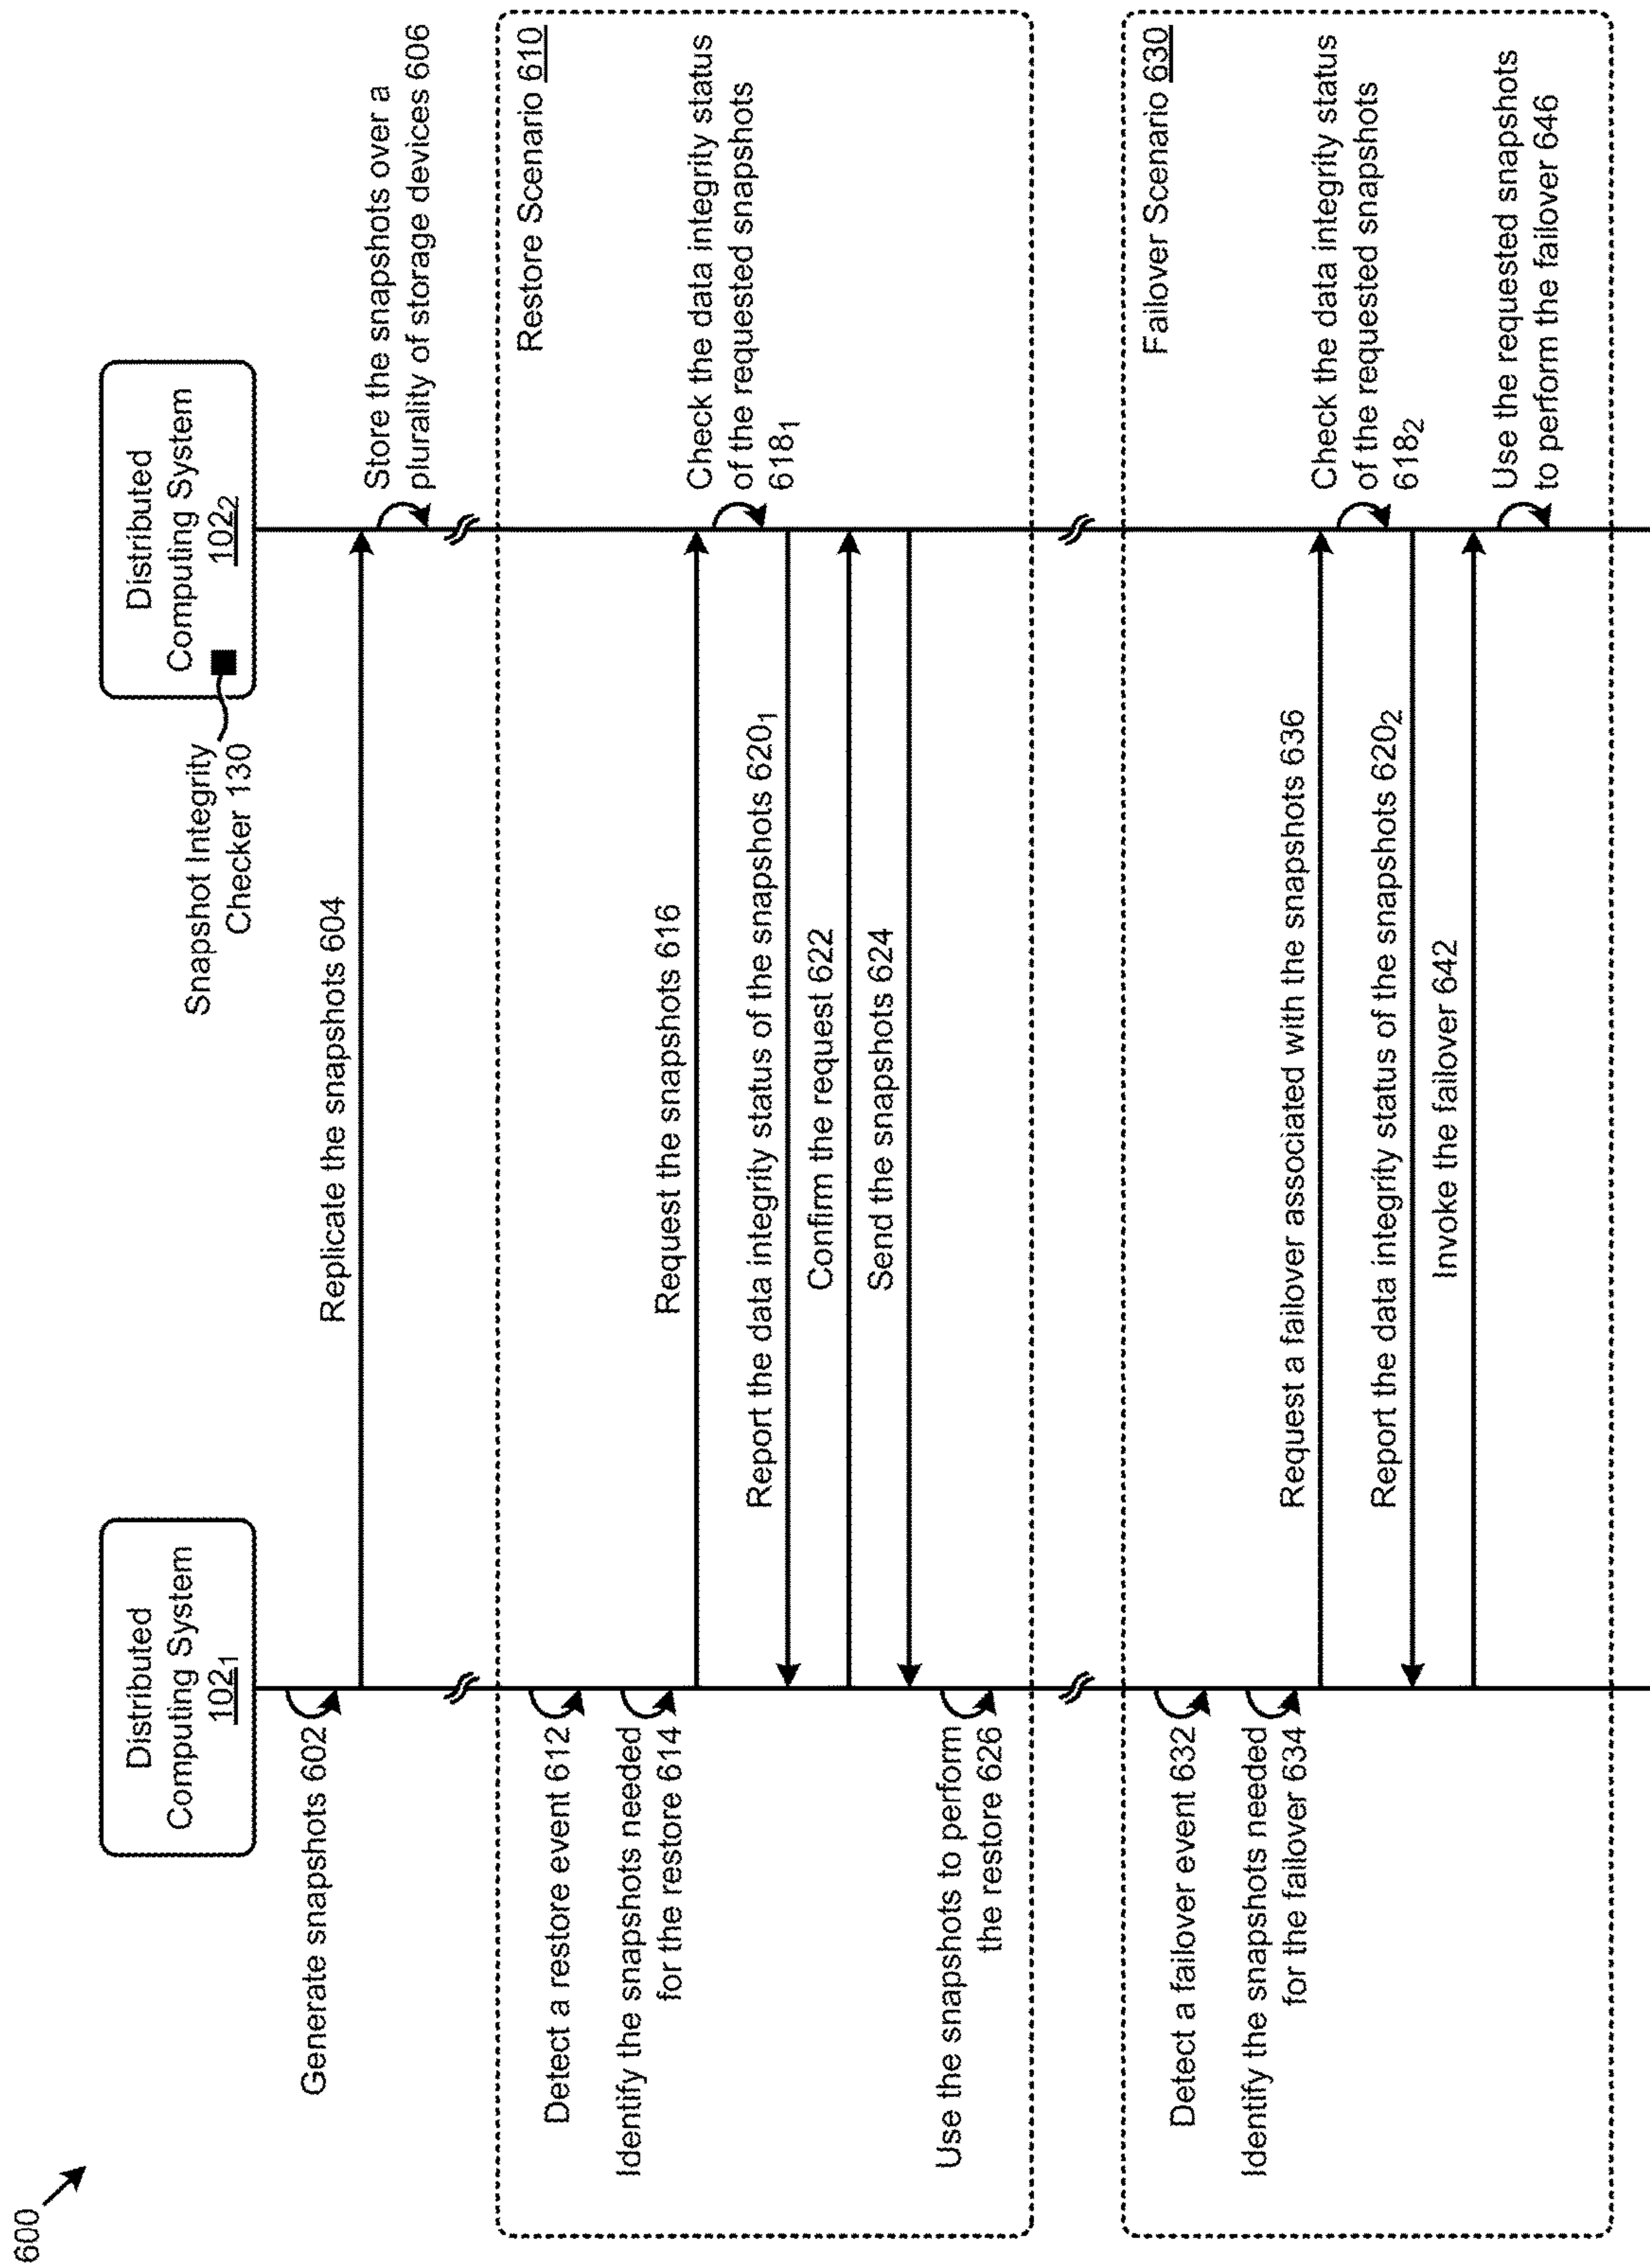 600
Distributed
Computing System
102₁
Distributed
Computing System
102₂
Snapshot Integrity
Checker 130
Generate snapshots 602
Replicate the snapshots 604
Store the snapshots over a
plurality of storage devices 606
Restore Scenario 610
Detect a restore event 612
Identify the snapshots needed
for the restore 614
Request the snapshots 616
Check the data integrity status
of the requested snapshots
618₁
Report the data integrity status of the snapshots 620₁
Confirm the request 622
Send the snapshots 624
Use the snapshots to perform
the restore 626
Failover Scenario 630
Detect a failover event 632
Identify the snapshots needed
for the failover 634
Request a failover associated with the snapshots 636
Check the data integrity status
of the requested snapshots
618₂
Report the data integrity status of the snapshots 620₂
Invoke the failover 642
Use the requested snapshots
to perform the failover 646